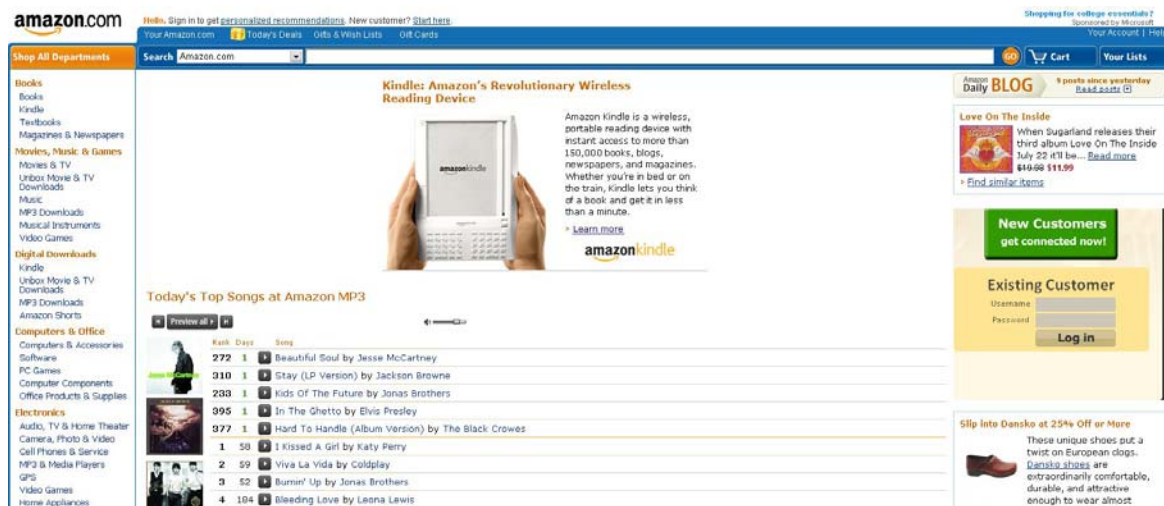 amazon.com
Hello. Sign in to get personalized recommendations. New customer? Start here.
Shopping for college essentials?
Sponsored by Microsoft
Your Amazon.com Today's Deals Gifts & Wish Lists Gift Cards
Your Account | Help
Shop All Departments
Search Amazon.com GO Cart Your Lists
Books
Books
Kindle
Textbooks
Magazines & Newspapers
Movies, Music & Games
Movies & TV
Unbox Movie & TV
Downloads
Music
MP3 Downloads
Musical Instruments
Video Games
Digital Downloads
Kindle
Unbox Movie & TV
Downloads
MP3 Downloads
Amazon Shorts
Computers & Office
Computers & Accessories
Software
PC Games
Computer Components
Office Products & Supplies
Electronics
Audio, TV & Home Theater
Camera, Photo & Video
Cell Phones & Service
MP3 & Media Players
GPS
Video Games
Home Appliances
Kindle: Amazon's Revolutionary Wireless
Reading Device
amazonkindle
Amazon Kindle is a wireless,
portable reading device with
instant access to more than
150,000 books, blogs,
newspapers, and magazines.
Whether you're in bed or on
the train, Kindle lets you think
of a book and get it in less
than a minute.
> Learn more
amazonkindle
Today's Top Songs at Amazon MP3
Preview all
Rank Days Song
272 1 Beautiful Soul by Jesse McCartney
310 1 Stay (LP Version) by Jackson Browne
233 1 Kids Of The Future by Jonas Brothers
395 1 In The Ghetto by Elvis Presley
377 1 Hard To Handle (Album Version) by The Black Crowes
1 58 I Kissed A Girl by Katy Perry
2 59 Viva La Vida by Coldplay
3 52 Burnin' Up by Jonas Brothers
4 184 Bleeding Love by Leona Lewis
Jesse McCartney
Amazon
Daily BLOG
9 posts since yesterday
Read posts
Love On The Inside
When Sugarland releases their
third album Love On The Inside
July 22 it'll be... Read more
$19.98 $11.99
> Find similar items
New Customers
get connected now!
Existing Customer
Username
Password
Log in
Slip into Dansko at 25% Off or More
These unique shoes put a
twist on European clogs.
Dansko shoes are
extraordinarily comfortable,
durable, and attractive
enough to wear almost